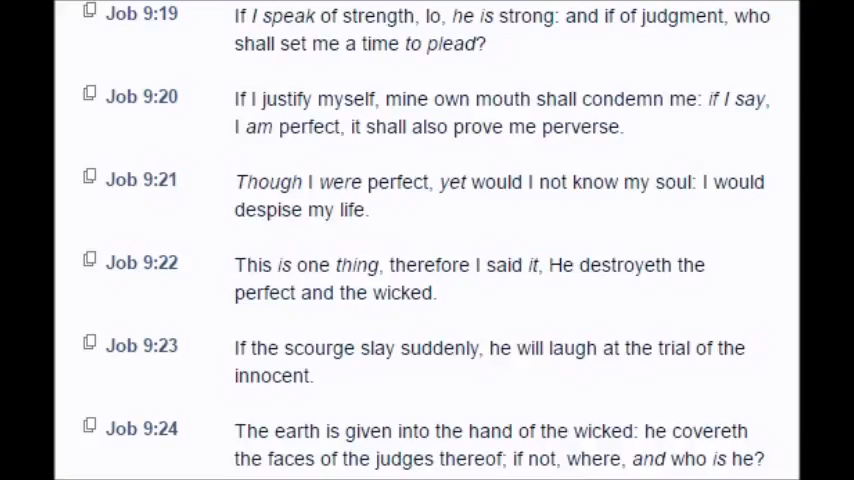 Job 9:19 If I speak of strength, lo, he is strong: and if of judgment, who
shall set me a time to plead?
Job 9:20 If I justify myself, mine own mouth shall condemn me: if I say,
I am perfect, it shall also prove me perverse.
Job 9:21 Though I were perfect, yet would I not know my soul: I would
despise my life.
Job 9:22 This is one thing, therefore I said it, He destroyeth the
perfect and the wicked.
Job 9:23 If the scourge slay suddenly, he will laugh at the trial of the
innocent.
Job 9:24 The earth is given into the hand of the wicked: he covereth
the faces of the judges thereof; if not, where, and who is he?